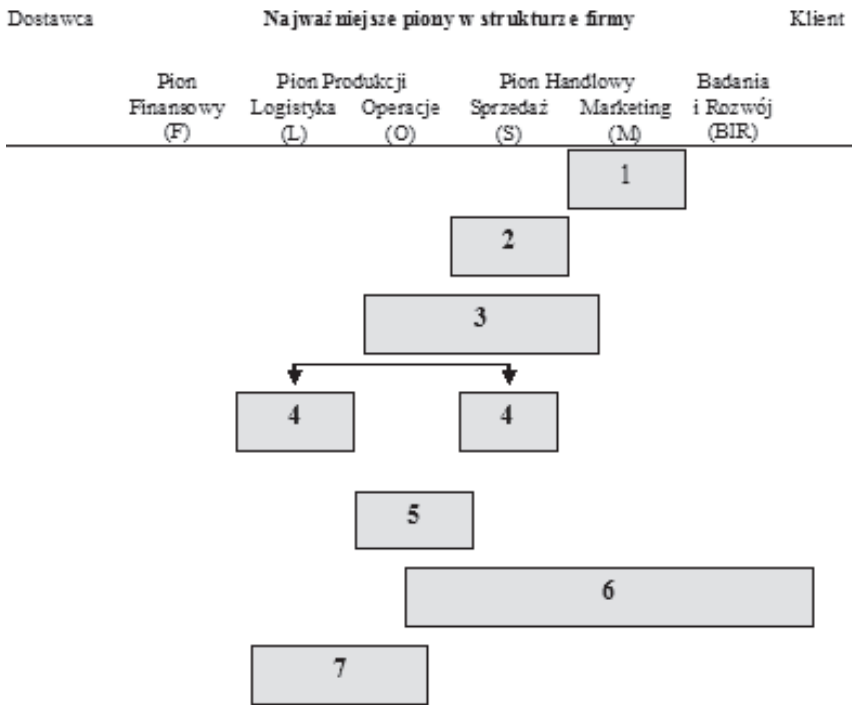 Dostawca Najważniejsze piony w strukturze firmy Klient
Pion Pion Produkcji Pion Handlowy Badania
Finansowy Logistyka Operacje Sprzedaż Marketing i Rozwój
(F) (L) (O) (S) (M) (BIR)
1
2
3
4 4
5
6
7